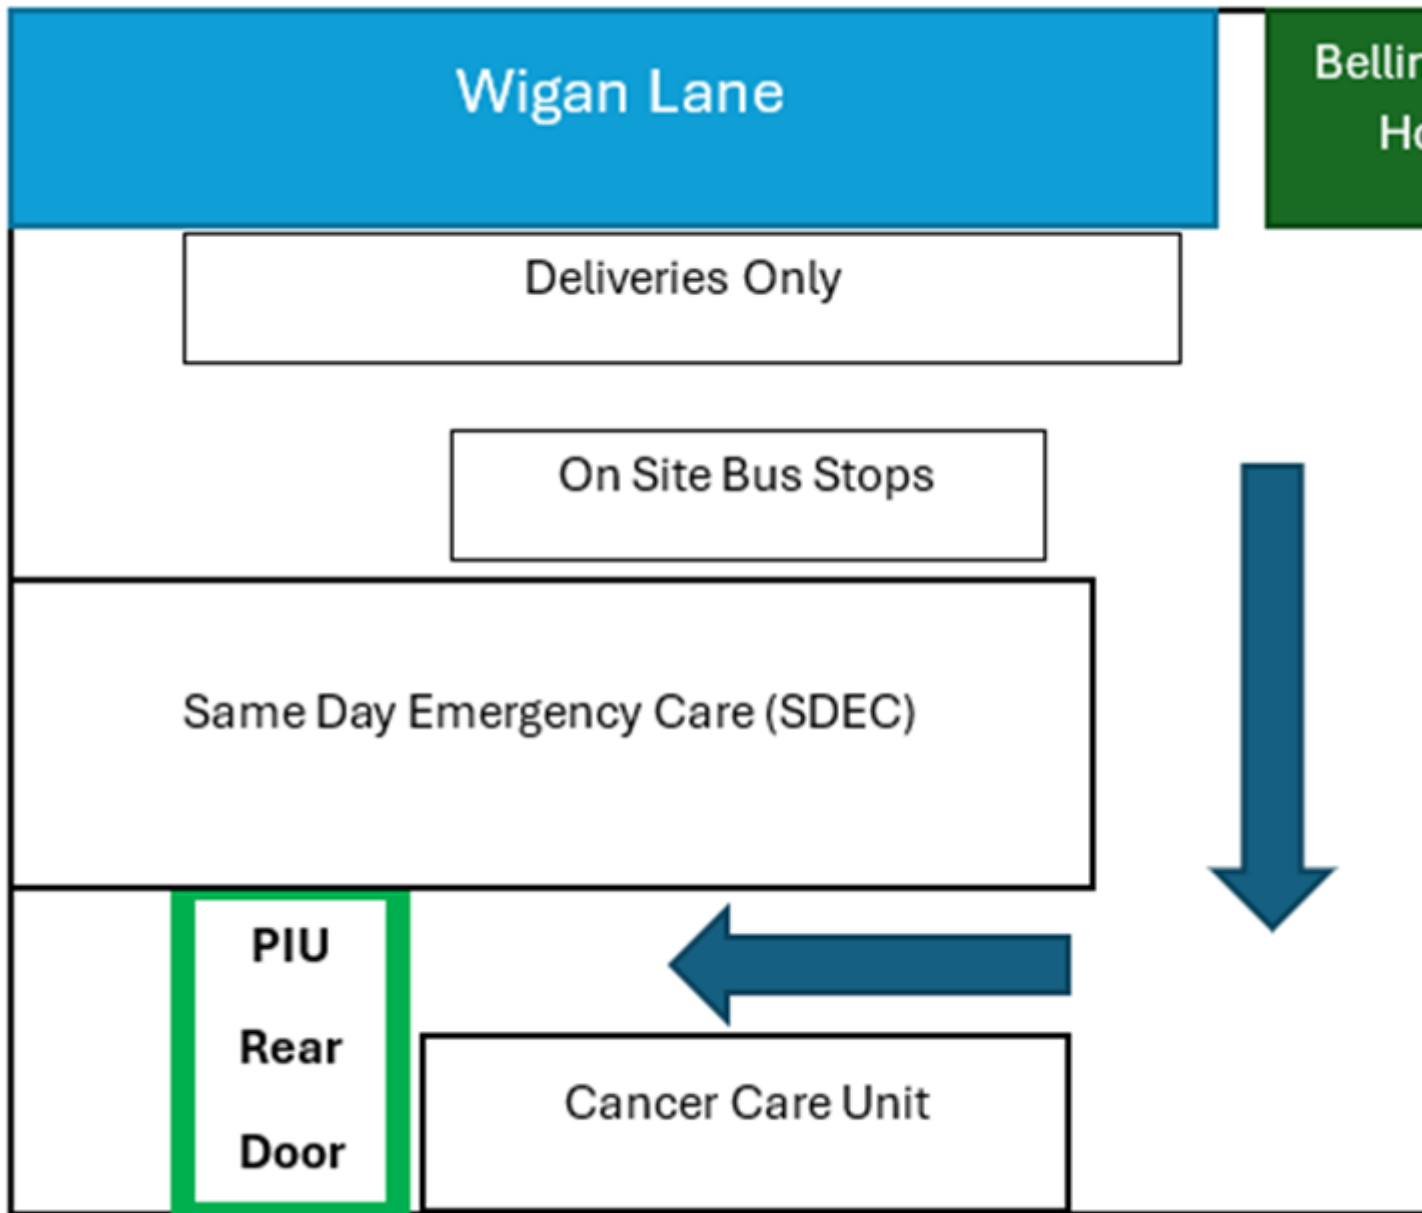 Wigan Lane
Deliveries Only
On Site Bus Stops
Same Day Emergency Care (SDEC)
PIU
Rear
Door
Cancer Care Unit